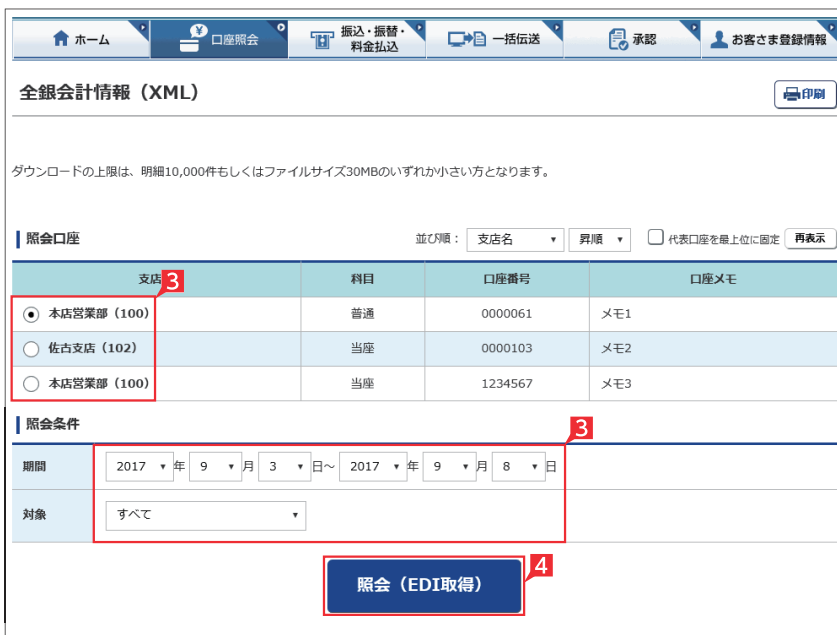 ホーム
口座照会
振込・振替・
料金払込
一括伝送
承認
お客さま登録情報
全銀会計情報（XML）
印刷
ダウンロードの上限は、明細10,000件もしくはファイルサイズ30MBのいずれか小さい方となります。
照会口座 並び順： 支店名 昇順 代表口座を最上位に固定 再表示
支店 3 科目 口座番号 口座メモ
本店営業部（100） 普通 0000061 メモ1
佐古支店（102） 当座 0000103 メモ2
本店営業部（100） 当座 1234567 メモ3
照会条件 3
期間 2017 年 9 月 3 日～ 2017 年 9 月 8 日
対象 すべて
照会（EDI取得） 4